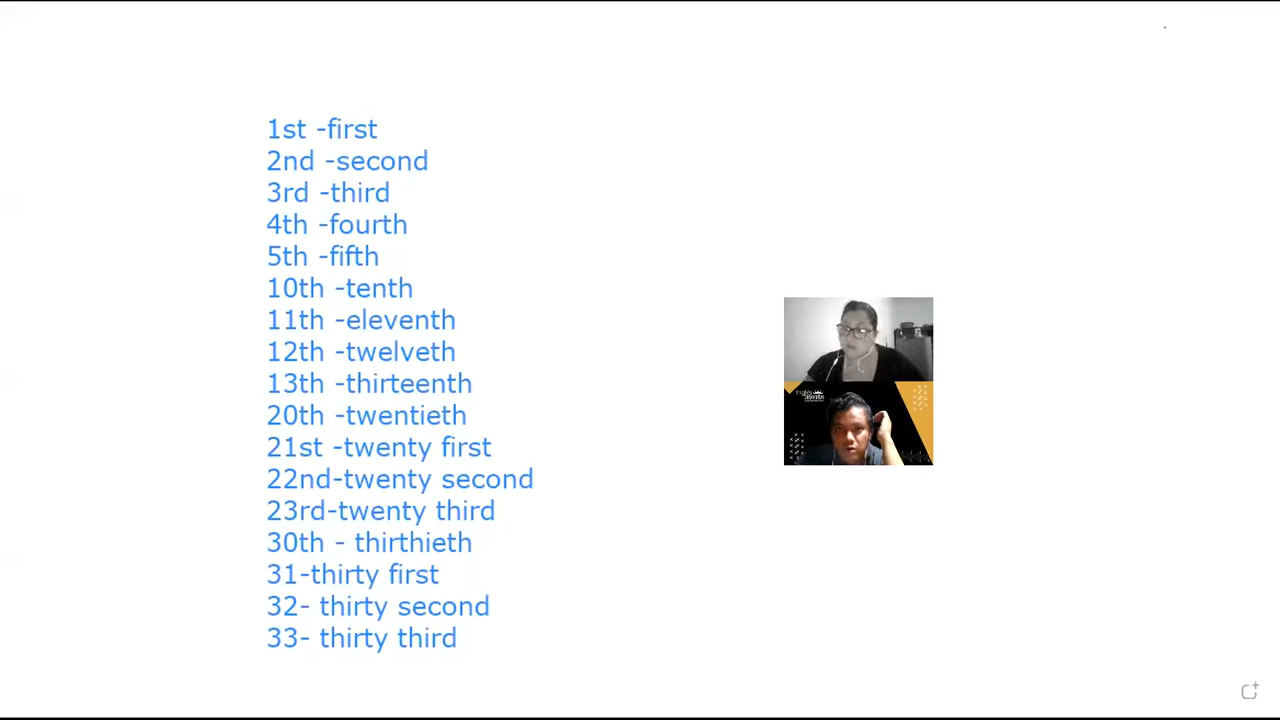 1st -first
2nd -second
3rd -third
4th -fourth
5th -fifth
10th -tenth
11th -eleventh
12th -twelveth
13th -thirteenth
20th -twentieth
21st -twenty first
22nd-twenty second
23rd-twenty third
30th - thirthieth
31-thirty first
32- thirty second
33- thirty third